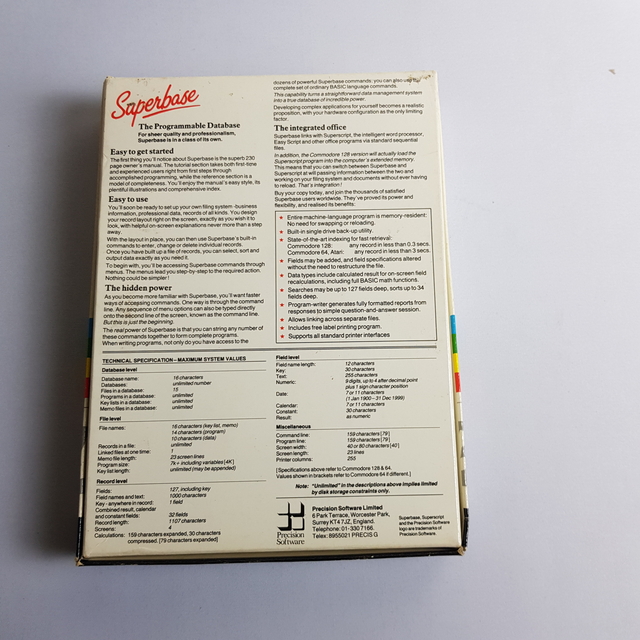 Superbase
The Programmable Database
For sheer quality and professionalism,
Superbase is in a class of its own.
Easy to get started
The first thing you'll notice about Superbase is the superb 230
page owner's manual. The tutorial section takes both first-time
and experienced users right from first steps through
accomplished programming, while the reference section is a
model of completeness. You'll enjoy the manual's easy style, its
plentiful illustrations and comprehensive index.
Easy to use
You'll soon be ready to set up your own filing system - business
information, professional data, records of all kinds. You design
your record layout right on the screen, exactly as you wish it to
look, with helpful on-screen explanations never more than a step
away.
With the layout in place, you can then use Superbase's built-in
commands to enter, change or delete individual records.
Once you have built up a file of records, you can select, sort and
output data exactly as you need it.
To begin with, you'll be accessing Superbase commands through
menus. The menus lead you step-by-step to the required action.
Nothing could be simpler!
The hidden power
As you become more familiar with Superbase, you'll want faster
ways of accessing commands. One way is through the command
line. Any sequence of menu options can also be typed directly
onto the second line of the screen, known as the command line.
But this is just the beginning.
The real power of Superbase is that you can string any number of
these commands together to form complete programs.
When writing programs, not only do you have access to the
dozens of powerful Superbase commands; you can also use the
complete set of ordinary BASIC language commands.
This capability turns a straightforward data management system
into a true database of incredible power.
Developing complex applications for yourself becomes a realistic
proposition, with your hardware configuration as the only limiting
factor.
The integrated office
Superbase links with Superscript, the intelligent word processor,
Easy Script and other office programs via standard sequential
files.
In addition, the Commodore 128 version will actually load the
Superscript program into the computer's extended memory.
This means that you can switch between Superbase and
Superscript at will passing information between the two and
working on your filing system and documents without ever having
to reload. That's integration!
Buy your copy today, and join the thousands of satisfied
Superbase users worldwide. They've proved its power and
flexibility, and realised its benefits:
★ Entire machine-language program is memory-resident:
No need for swapping or reloading.
★ Built-in single drive back-up utility.
★ State-of-the-art indexing for fast retrieval:
Commodore 128: any record in less than 0.3 secs.
Commodore 64, Atari: any record in less than 3 secs.
★ Fields may be added, and field specifications altered
without the need to restructure the file.
★ Data types include calculated result for on-screen field
recalculations, including full BASIC math functions.
★ Searches may be up to 127 fields deep, sorts up to 34
fields deep.
★ Program-writer generates fully formatted reports from
responses to simple question-and-answer session.
★ Allows linking across separate files.
★ Includes free label printing program.
★ Supports all standard printer interfaces
TECHNICAL SPECIFICATION – MAXIMUM SYSTEM VALUES
Database level
Database name: 16 characters
Databases: unlimited number
Files in a database: 15
Programs in a database: unlimited
Key lists in a database: unlimited
Memo files in a database: unlimited
File level
File names: 16 characters (key list, memo)
14 characters (program)
10 characters (data)
Records in a file: unlimited
Linked files at one time: 1
Memo file length: 23 screen lines
Program size: 7k + including variables [4K]
Key list length: unlimited (may be appended)
Record level
Fields: 127, including key
Field names and text: 1000 characters
Key - anywhere in record: 1 field
Combined result, calendar
and constant fields: 32 fields
Record length: 1107 characters
Screens: 4
Calculations: 159 characters expanded, 30 characters
compressed. [79 characters expanded]
Field level
Field name length: 12 characters
Key: 30 characters
Text: 255 characters
Numeric: 9 digits, up to 4 after decimal point
plus 1 sign character position
Date: 7 or 11 characters
(1 Jan 1900 – 31 Dec 1999)
Calendar: 7 or 11 characters
Constant: 30 characters
Result: as numeric
Miscellaneous
Command line: 159 characters [79]
Program line: 159 characters [79]
Screen width: 40 or 80 characters [40]
Screen length: 23 lines
Printer columns: 255
[Specifications above refer to Commodore 128 & 64.
Values shown in brackets refer to Commodore 64 if different.]
Note: "Unlimited" in the descriptions above implies limited
by disk storage constraints only.
Precision
Software
Precision Software Limited
6 Park Terrace, Worcester Park,
Surrey KT4 7JZ, England.
Telephone: 01-330 7166.
Telex: 8955021 PRECIS G
Superbase, Superscript
and the Precision Software
logo are trademarks of
Precision Software.